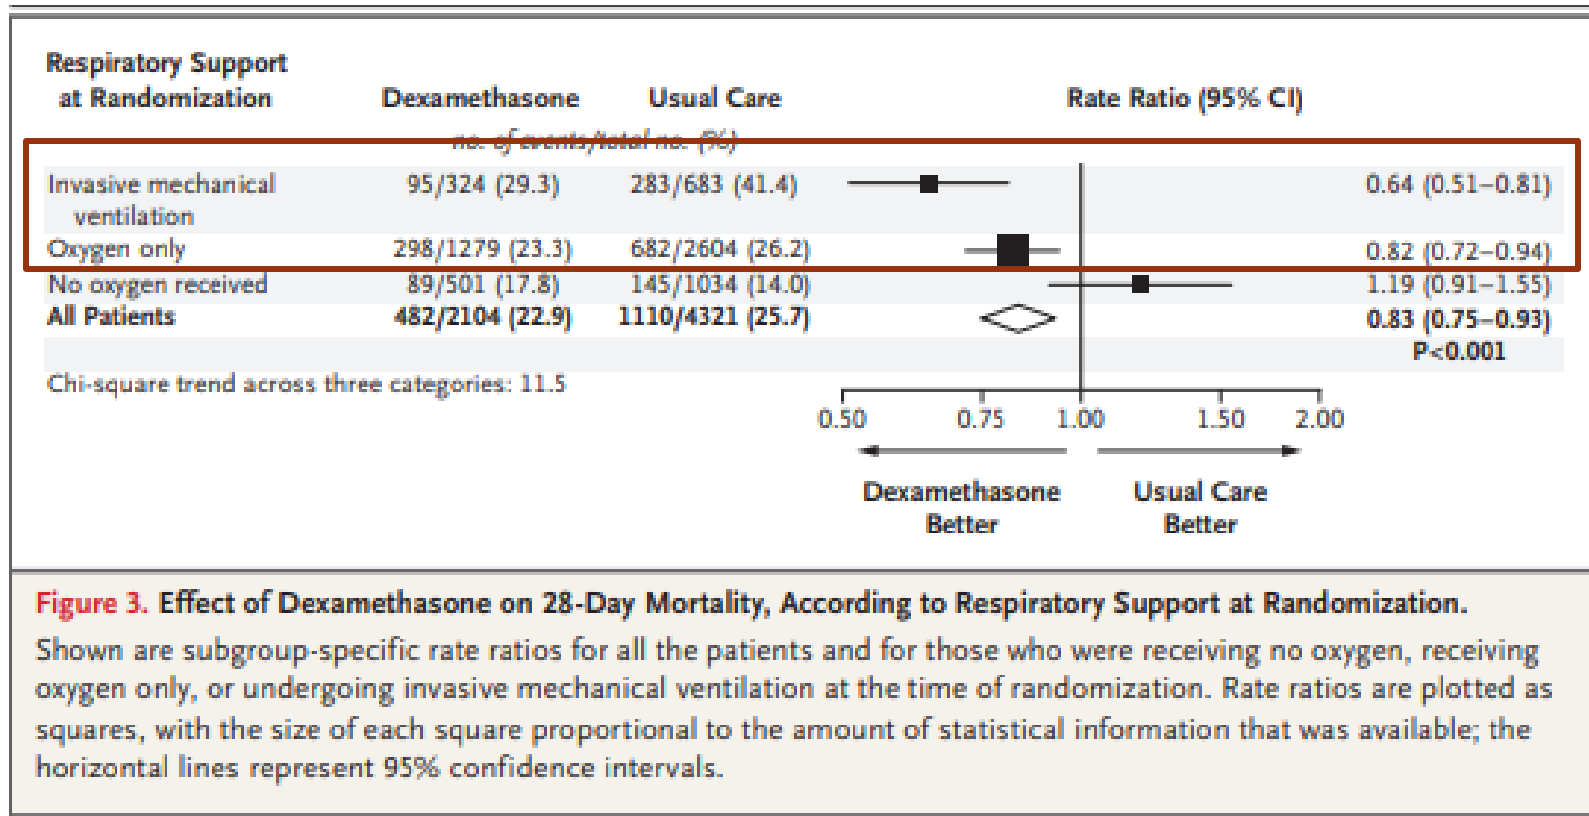 Respiratory Support
at Randomization Dexamethasone Usual Care Rate Ratio (95% CI)
no. of events/total no. (%)
Invasive mechanical 95/324 (29.3) 283/683 (41.4) 0.64 (0.51–0.81)
ventilation
Oxygen only 298/1279 (23.3) 682/2604 (26.2) 0.82 (0.72–0.94)
No oxygen received 89/501 (17.8) 145/1034 (14.0) 1.19 (0.91–1.55)
All Patients 482/2104 (22.9) 1110/4321 (25.7) 0.83 (0.75–0.93)
P<0.001
Chi-square trend across three categories: 11.5
0.50 0.75 1.00 1.50 2.00
Dexamethasone Usual Care
Better Better
Figure 3. Effect of Dexamethasone on 28-Day Mortality, According to Respiratory Support at Randomization.
Shown are subgroup-specific rate ratios for all the patients and for those who were receiving no oxygen, receiving
oxygen only, or undergoing invasive mechanical ventilation at the time of randomization. Rate ratios are plotted as
squares, with the size of each square proportional to the amount of statistical information that was available; the
horizontal lines represent 95% confidence intervals.